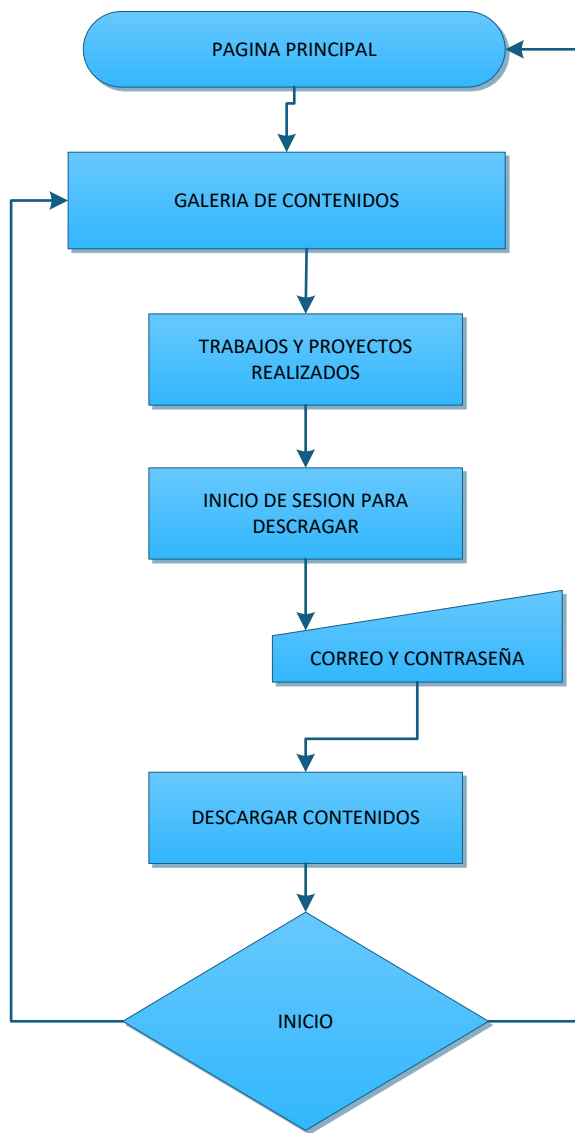 PAGINA PRINCIPAL
GALERIA DE CONTENIDOS
TRABAJOS Y PROYECTOS
REALIZADOS
INICIO DE SESION PARA
DESCRAGAR
CORREO Y CONTRASEÑA
DESCARGAR CONTENIDOS
INICIO